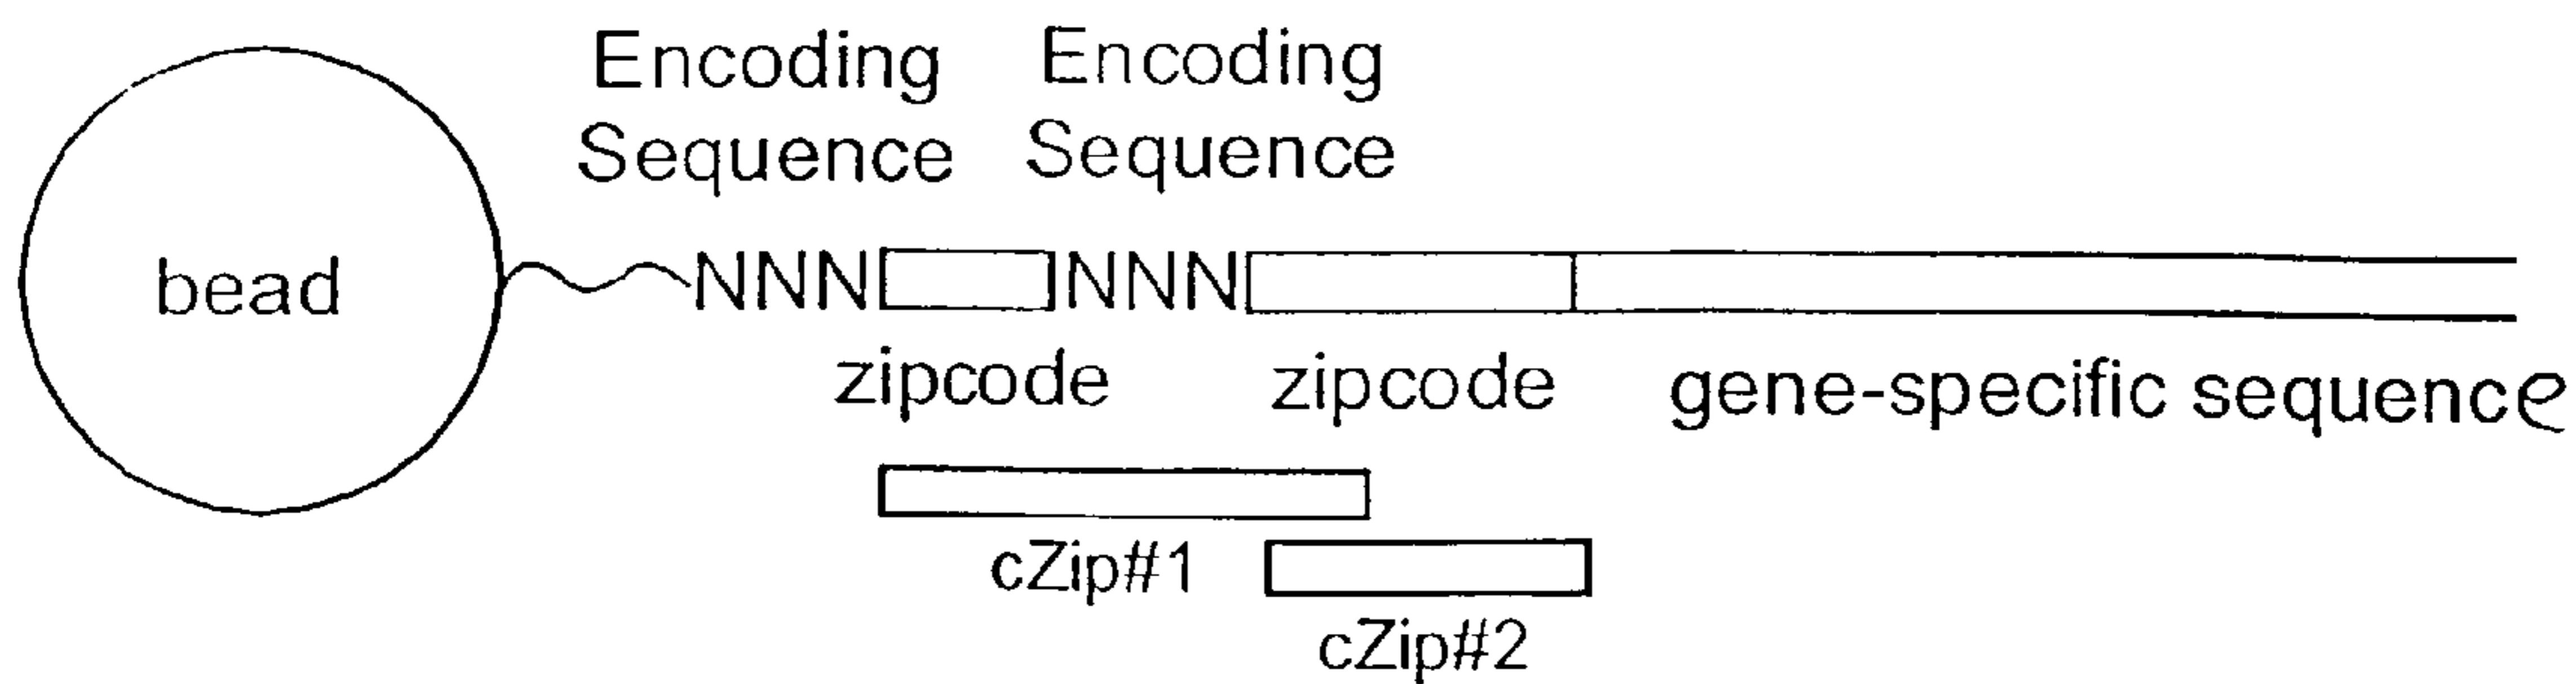 Encoding Encoding
Sequence Sequence
bead NNN NNN
zipcode zipcode gene-specific sequence
cZip#1
cZip#2